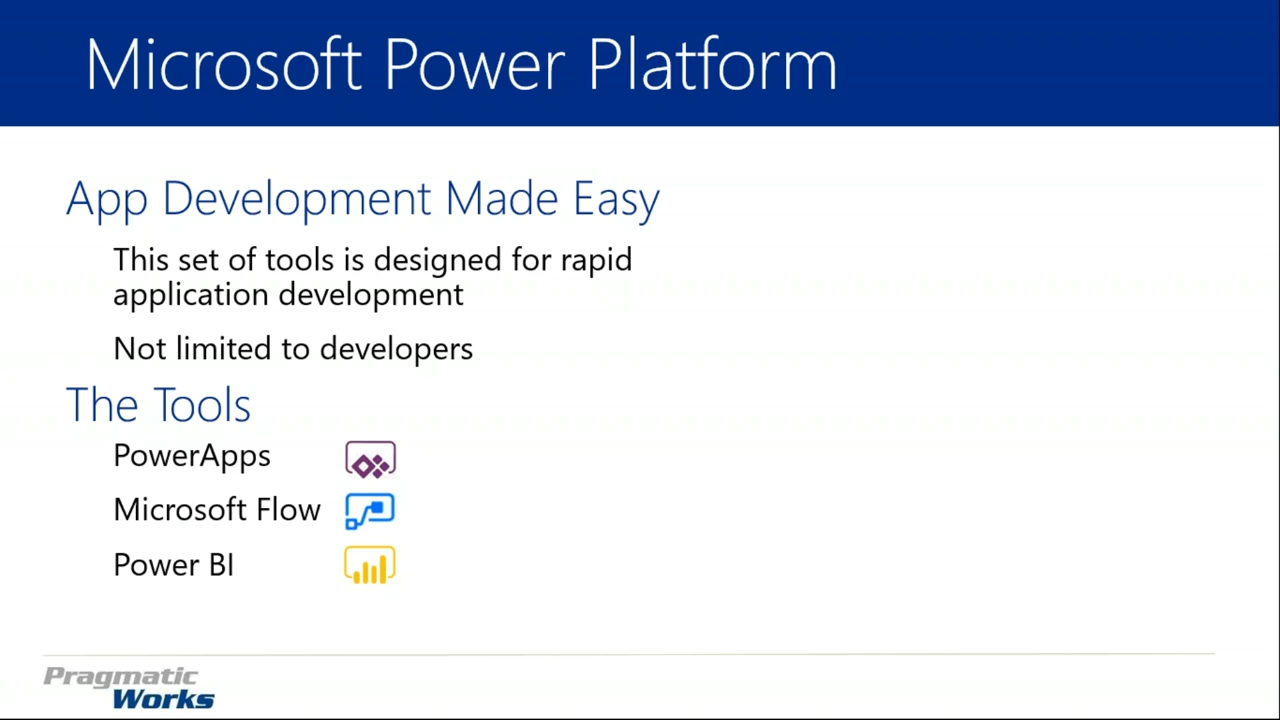 Microsoft Power Platform
App Development Made Easy
This set of tools is designed for rapid
application development
Not limited to developers
The Tools
PowerApps
Microsoft Flow
Power BI
Pragmatic
Works